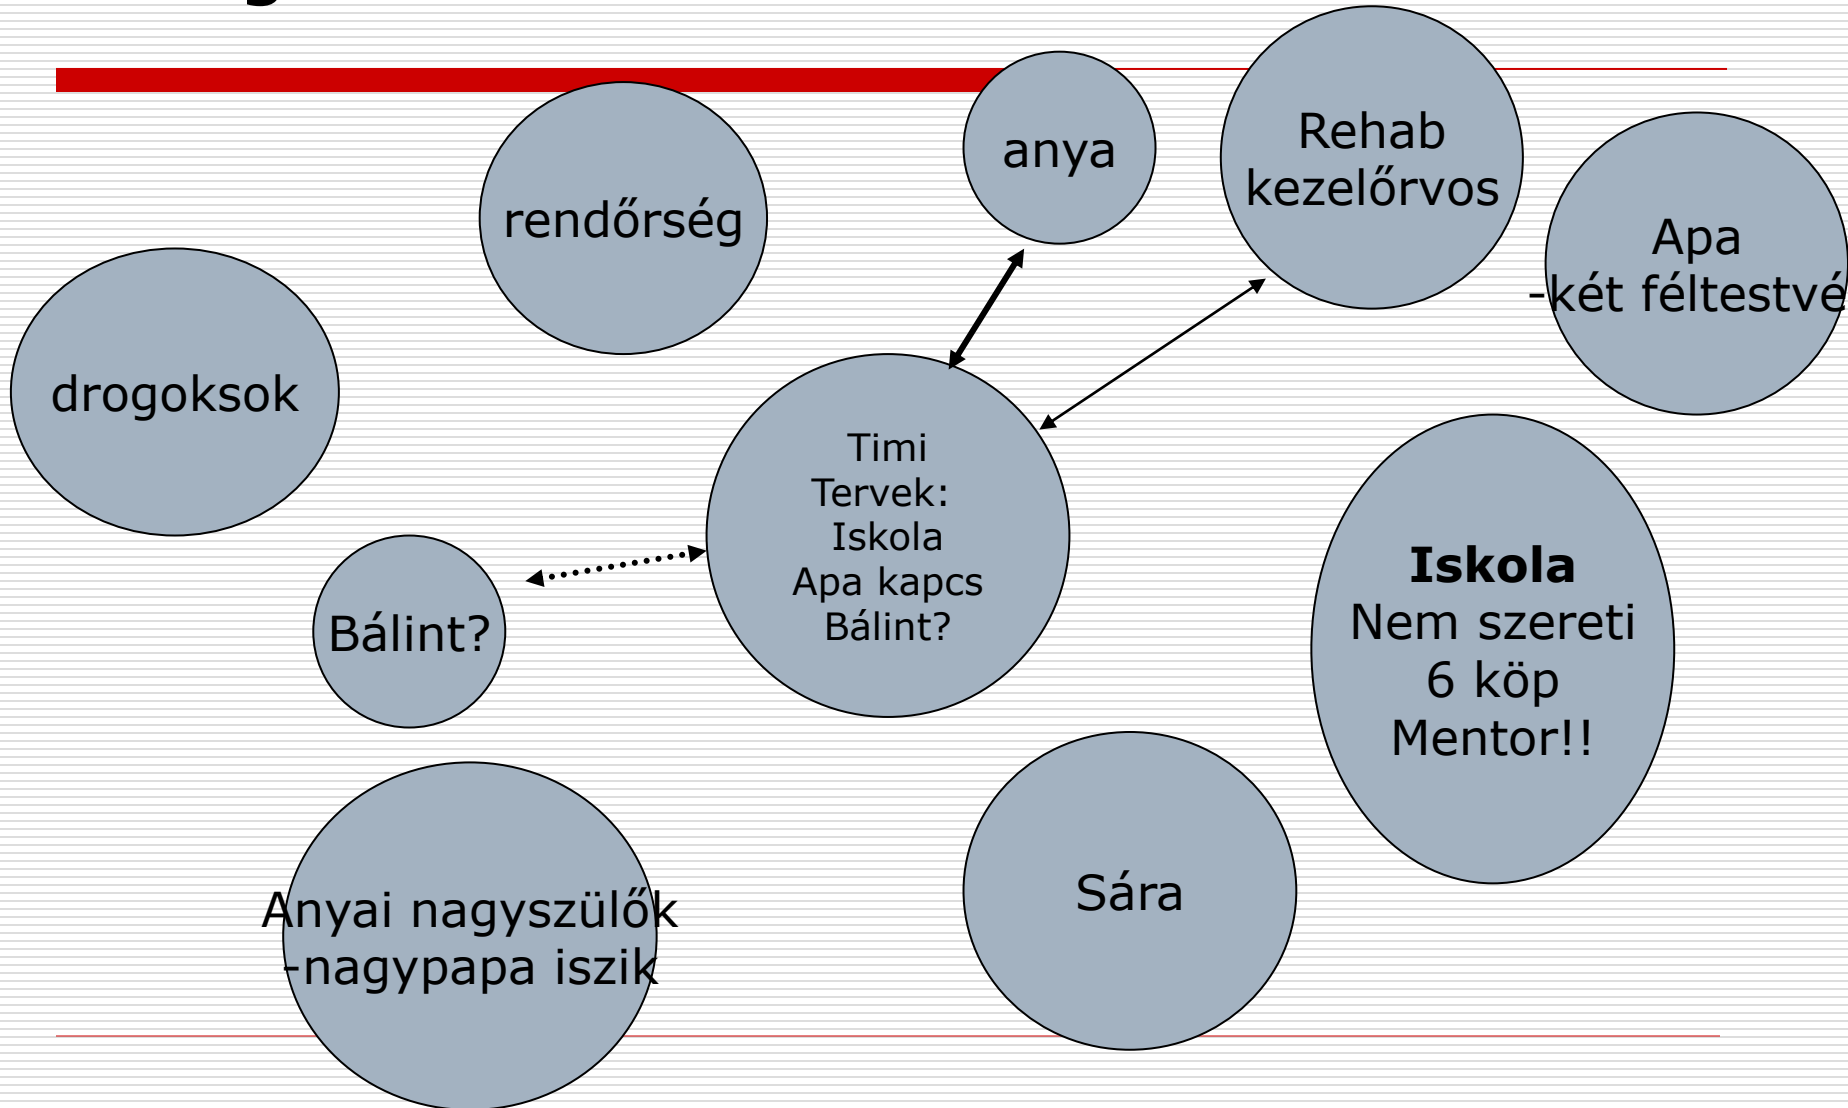 anya
Rehab
kezelőrvos
rendőrség
Apa
-két féltestvé
drogoksok
Timi
Tervek:
Iskola
Apa kapcs
Bálint?
Bálint?
Iskola
Nem szereti
6 köp
Mentor!!
Anyai nagyszülők
-nagypapa iszik
Sára